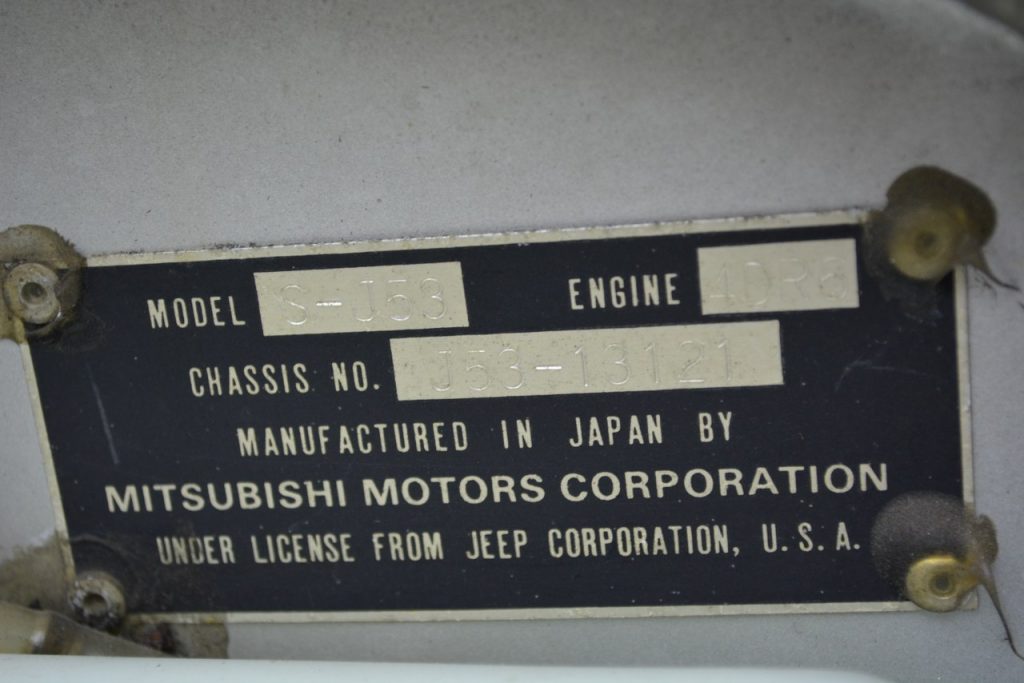 MODEL S-J53 ENGINE 4DR6
CHASSIS NO. J53-13121
MANUFACTURED IN JAPAN BY
MITSUBISHI MOTORS CORPORATION
UNDER LICENSE FROM JEEP CORPORATION, U.S.A.